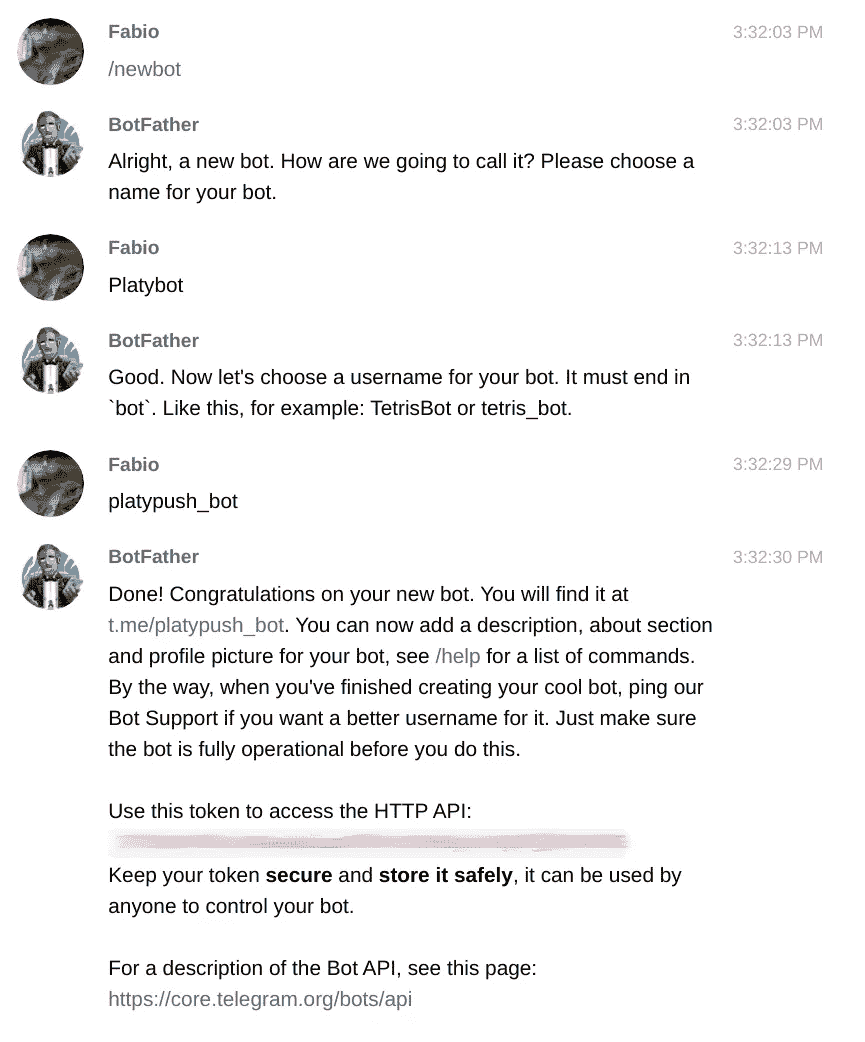 Fabio 3:32:03 PM
/newbot
BotFather 3:32:03 PM
Alright, a new bot. How are we going to call it? Please choose a
name for your bot.
Fabio 3:32:13 PM
Platybot
BotFather 3:32:13 PM
Good. Now let's choose a username for your bot. It must end in
`bot`. Like this, for example: TetrisBot or tetris_bot.
Fabio 3:32:29 PM
platypush_bot
BotFather 3:32:30 PM
Done! Congratulations on your new bot. You will find it at
t.me/platypush_bot. You can now add a description, about section
and profile picture for your bot, see /help for a list of commands.
By the way, when you've finished creating your cool bot, ping our
Bot Support if you want a better username for it. Just make sure
the bot is fully operational before you do this.
Use this token to access the HTTP API:
Keep your token secure and store it safely, it can be used by
anyone to control your bot.
For a description of the Bot API, see this page:
https://core.telegram.org/bots/api